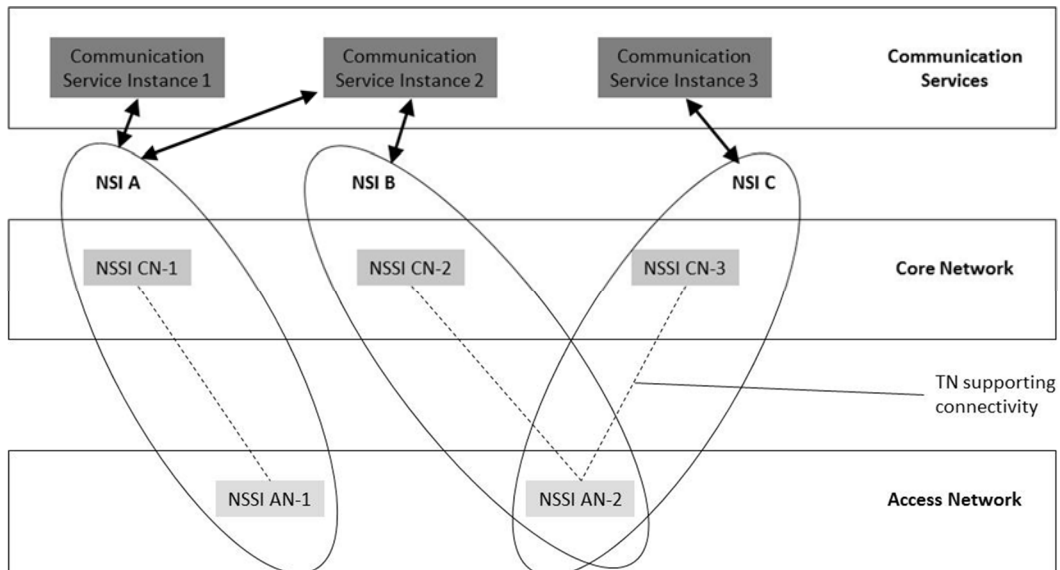 Communication
Service Instance 1
Communication
Service Instance 2
Communication
Service Instance 3
Communication
Services
NSI A
NSI B
NSI C
NSSI CN-1
NSSI CN-2
NSSI CN-3
Core Network
TN supporting
connectivity
NSSI AN-1
NSSI AN-2
Access Network